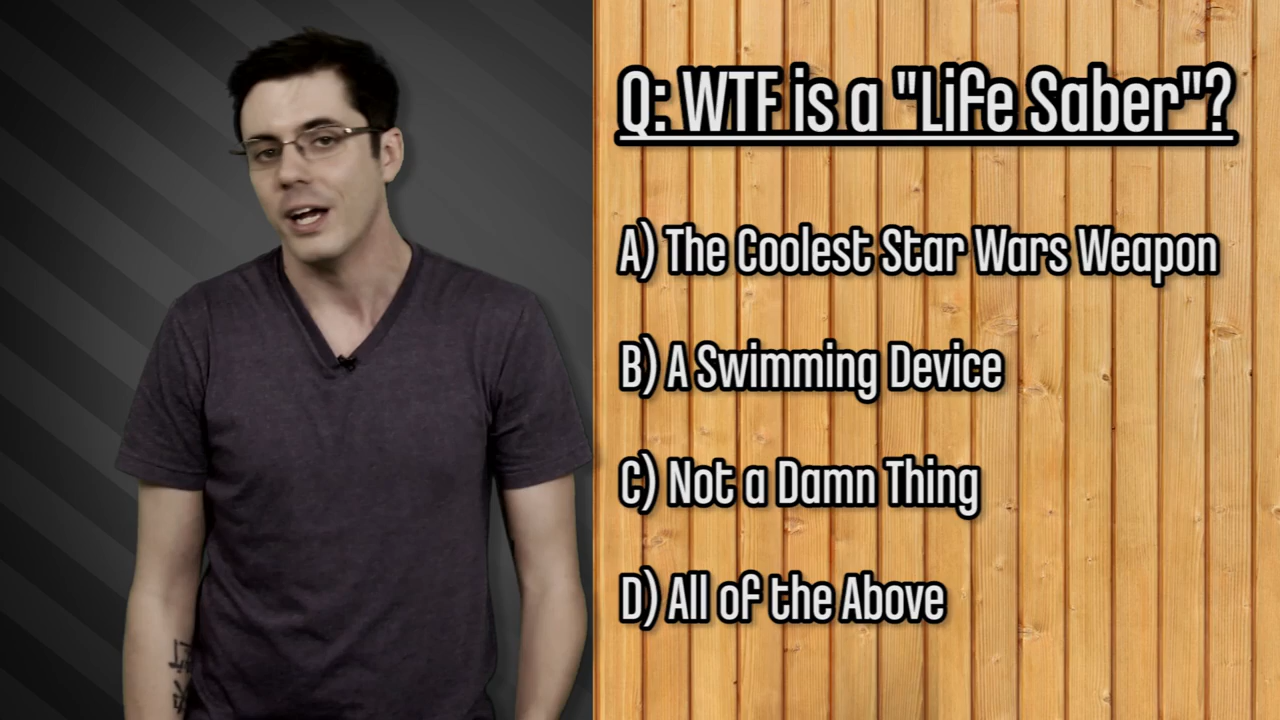 Q: WTF is a "Life Saber"?
A) The Coolest Star Wars Weapon
B) A Swimming Device
C) Not a Damn Thing
D) All of the Above